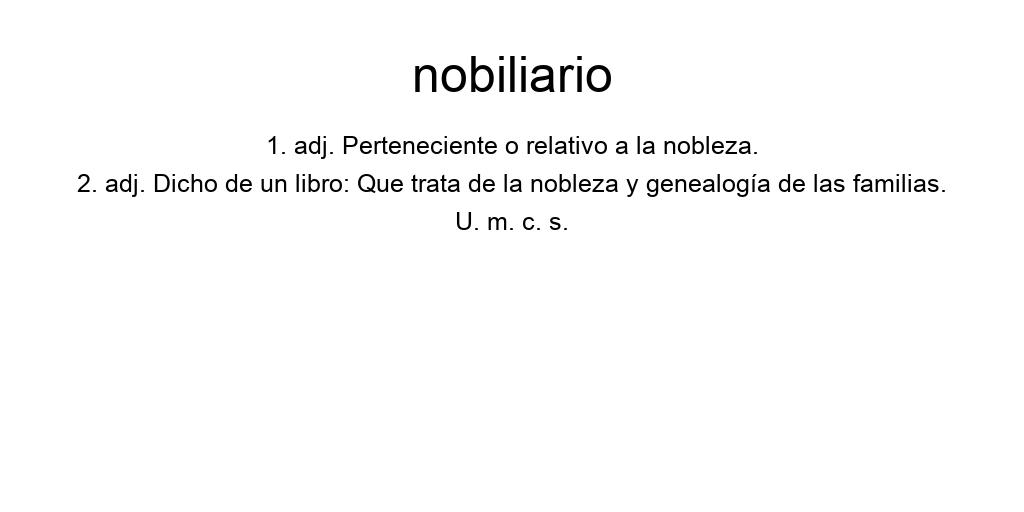 nobiliario
1. adj. Perteneciente o relativo a la nobleza.
2. adj. Dicho de un libro: Que trata de la nobleza y genealogía de las familias.
U. m. c. s.